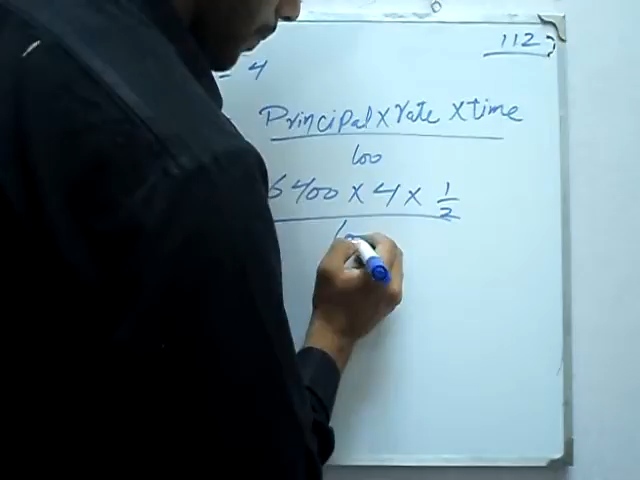 112
= 4
Principal x rate x time
100
6400 x 4 x 1/2